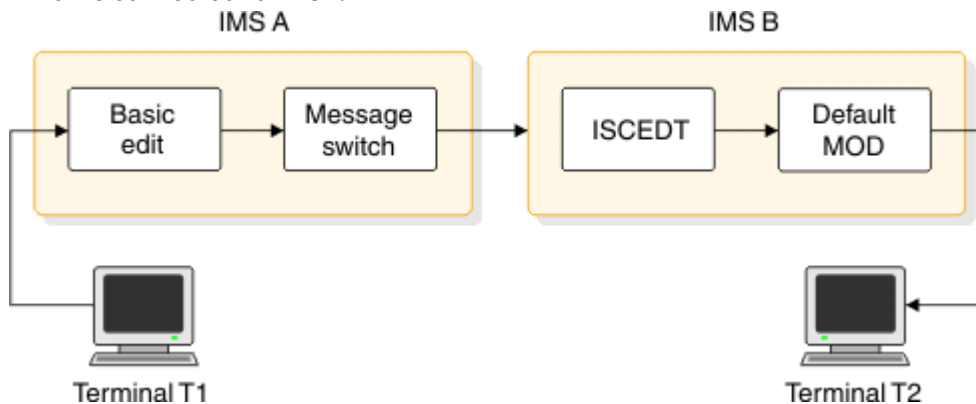 IMS A
IMS B
Basic
edit
Message
switch
ISCEDT
Default
MOD
Terminal T1
Terminal T2